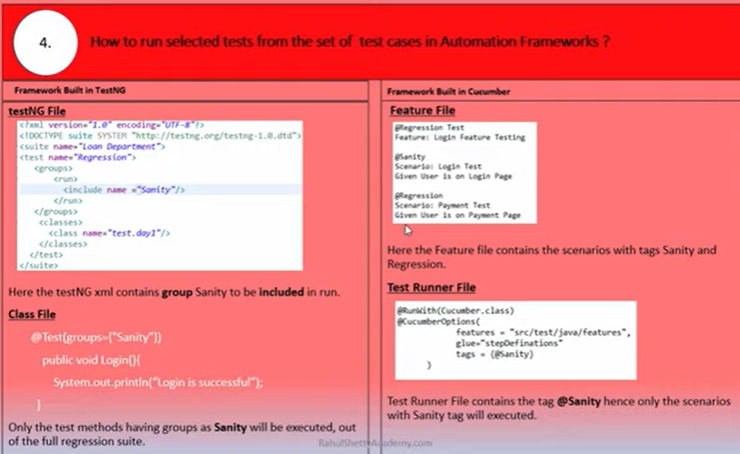 4.
How to run selected tests from the set of test cases in Automation Frameworks ?
Framework Built in TestNG
testNG File
<?xml version="1.0" encoding="UTF-8"?>
<!DOCTYPE suite SYSTEM "http://testng.org/testng-1.0.dtd">
<suite name="Loan Department">
<test name="Regression">
<groups>
<run>
<include name ="Sanity"/>
</run>
</groups>
<classes>
<class name="test.day1"/>
</classes>
</test>
</suite>
Here the testNG xml contains group Sanity to be included in run.
Class File
@Test(groups={"Sanity"})
public void Login(){
System.out.println("Login is successful");
}
Only the test methods having groups as Sanity will be executed, out
of the full regression suite.
Framework Built in Cucumber
Feature File
@Regression Test
Feature: Login Feature Testing
@Sanity
Scenario: Login Test
Given User is on Login Page
@Regression
Scenario: Payment Test
Given User is on Payment Page
Here the Feature file contains the scenarios with tags Sanity and
Regression.
Test Runner File
@RunWith(Cucumber.class)
@CucumberOptions(
features = "src/test/java/features",
glue="stepDefinations"
tags = {@Sanity}
)
Test Runner File contains the tag @Sanity hence only the scenarios
with Sanity tag will executed.
RahulShettyAcademy.com